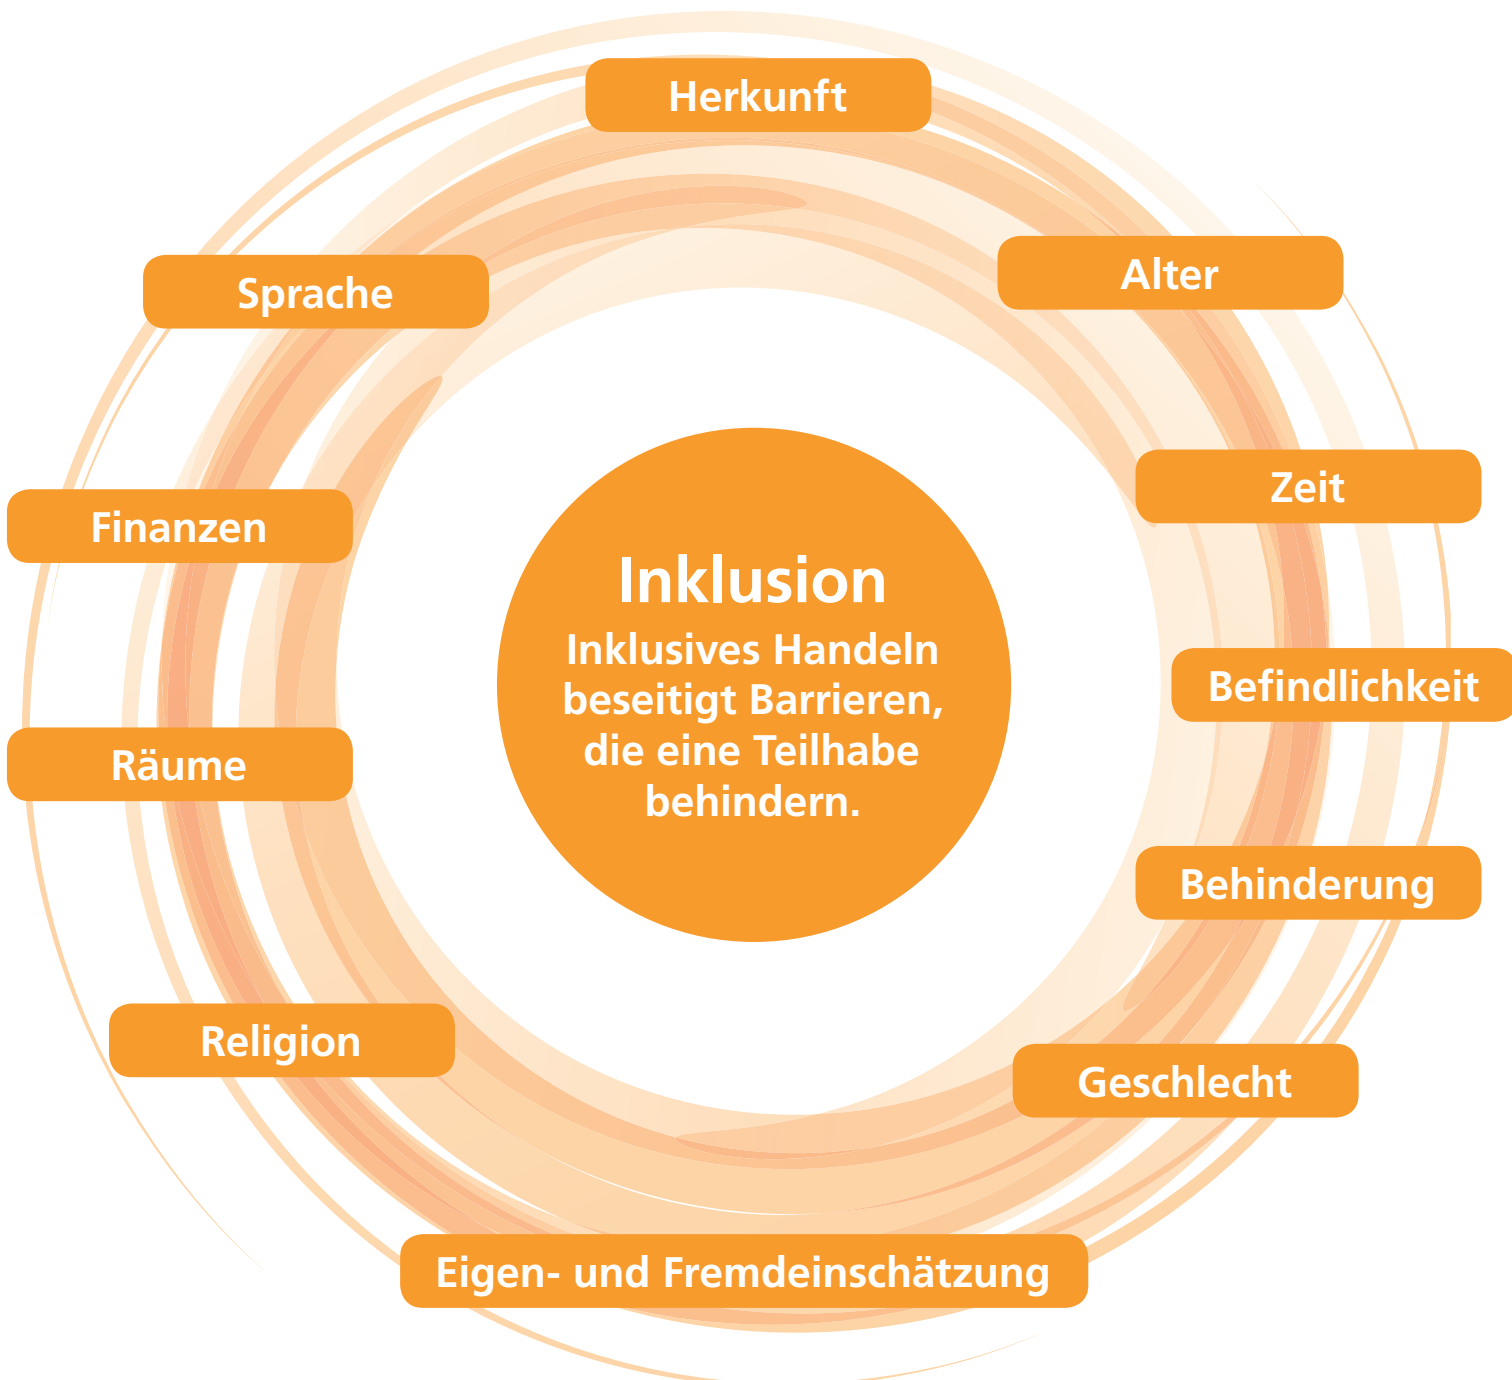 Herkunft
Alter
Sprache
Zeit
Finanzen
Inklusion
Inklusives Handeln
beseitigt Barrieren,
die eine Teilhabe
behindern.
Befindlichkeit
Räume
Behinderung
Religion
Geschlecht
Eigen- und Fremdeinschätzung